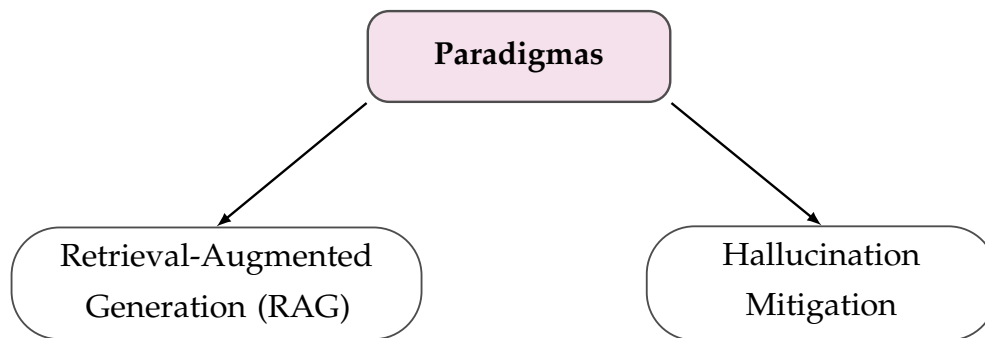 Paradigmas
Retrieval-Augmented
Generation (RAG)
Hallucination
Mitigation